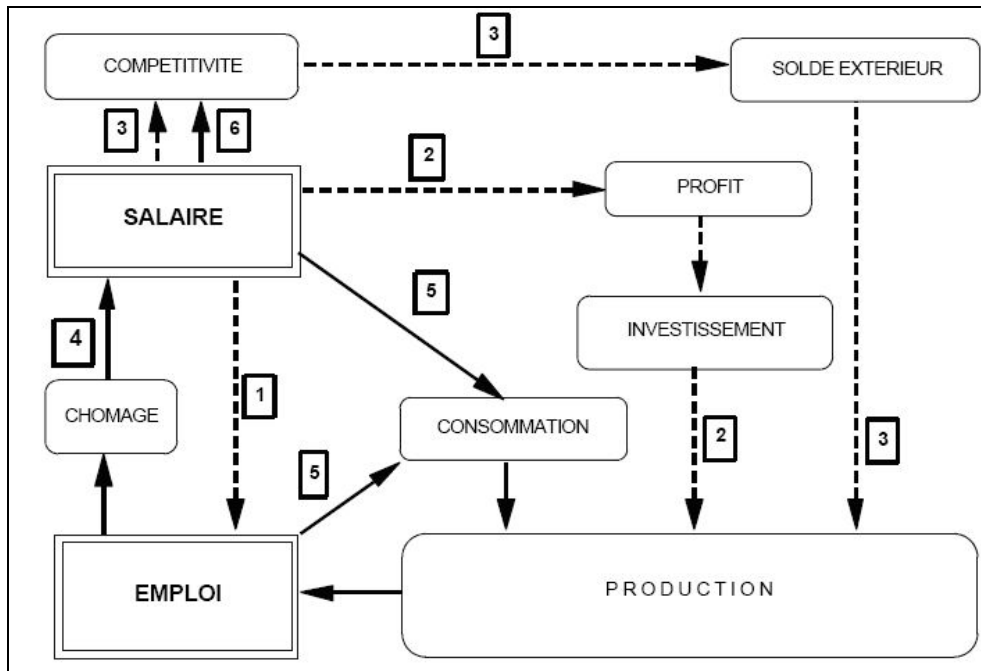 3
COMPETITIVITE
SOLDE EXTERIEUR
3
6
2
PROFIT
SALAIRE
5
INVESTISSEMENT
4
1
CHOMAGE
CONSOMMATION
2
3
5
EMPLOI
PRODUCTION